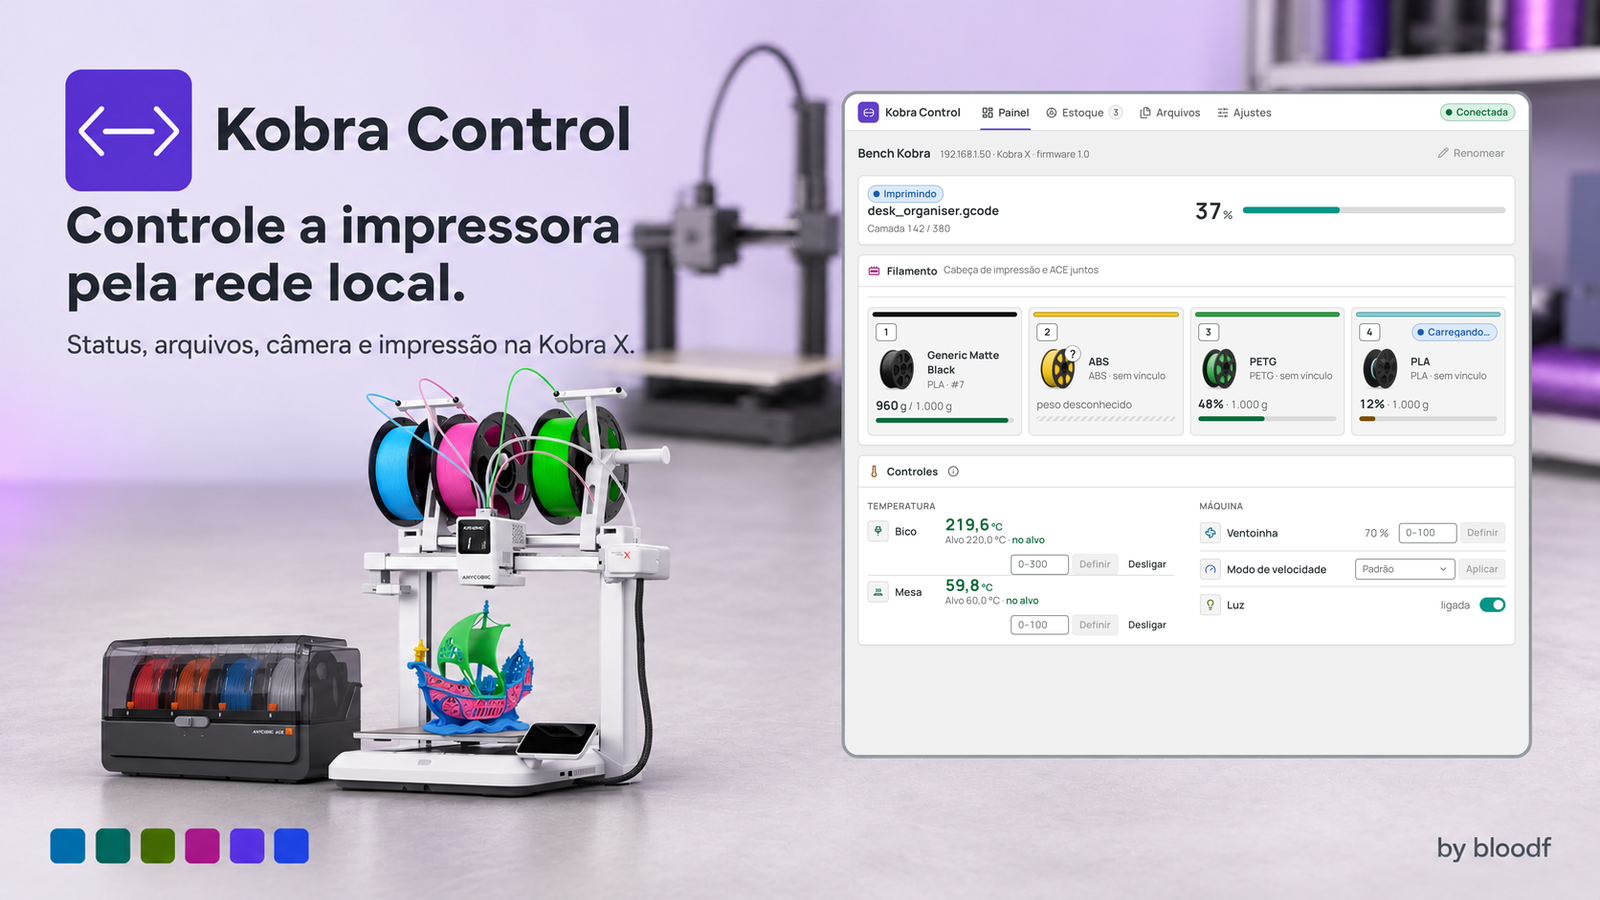 Kobra Control
Controle a impressora
pela rede local.
Status, arquivos, câmera e impressão na Kobra X.
ANYCUBIC
X
ANYCUBIC ACE
Kobra Control
Painel
Estoque 3
Arquivos
Ajustes
Conectada
Bench Kobra 192.168.1.50 · Kobra X · firmware 1.0
Renomear
Imprimindo
desk_organiser.gcode
Camada 142 / 380
37%
Filamento Cabeça de impressão e ACE juntos
1
Generic Matte
Black
PLA · #7
960 g / 1.000 g
2
?
ABS
ABS · sem vínculo
peso desconhecido
3
PETG
PETG · sem vínculo
48% · 1.000 g
4
Carregando...
PLA
PLA · sem vínculo
12% · 1.000 g
Controles
TEMPERATURA
Bico
219,6 °C
Alvo 220,0 °C · no alvo
0–300 Definir Desligar
Mesa
59,8 °C
Alvo 60,0 °C · no alvo
0–100 Definir Desligar
MÁQUINA
Ventoinha 70 % 0–100 Definir
Modo de velocidade Padrão Aplicar
Luz ligada
by bloodf